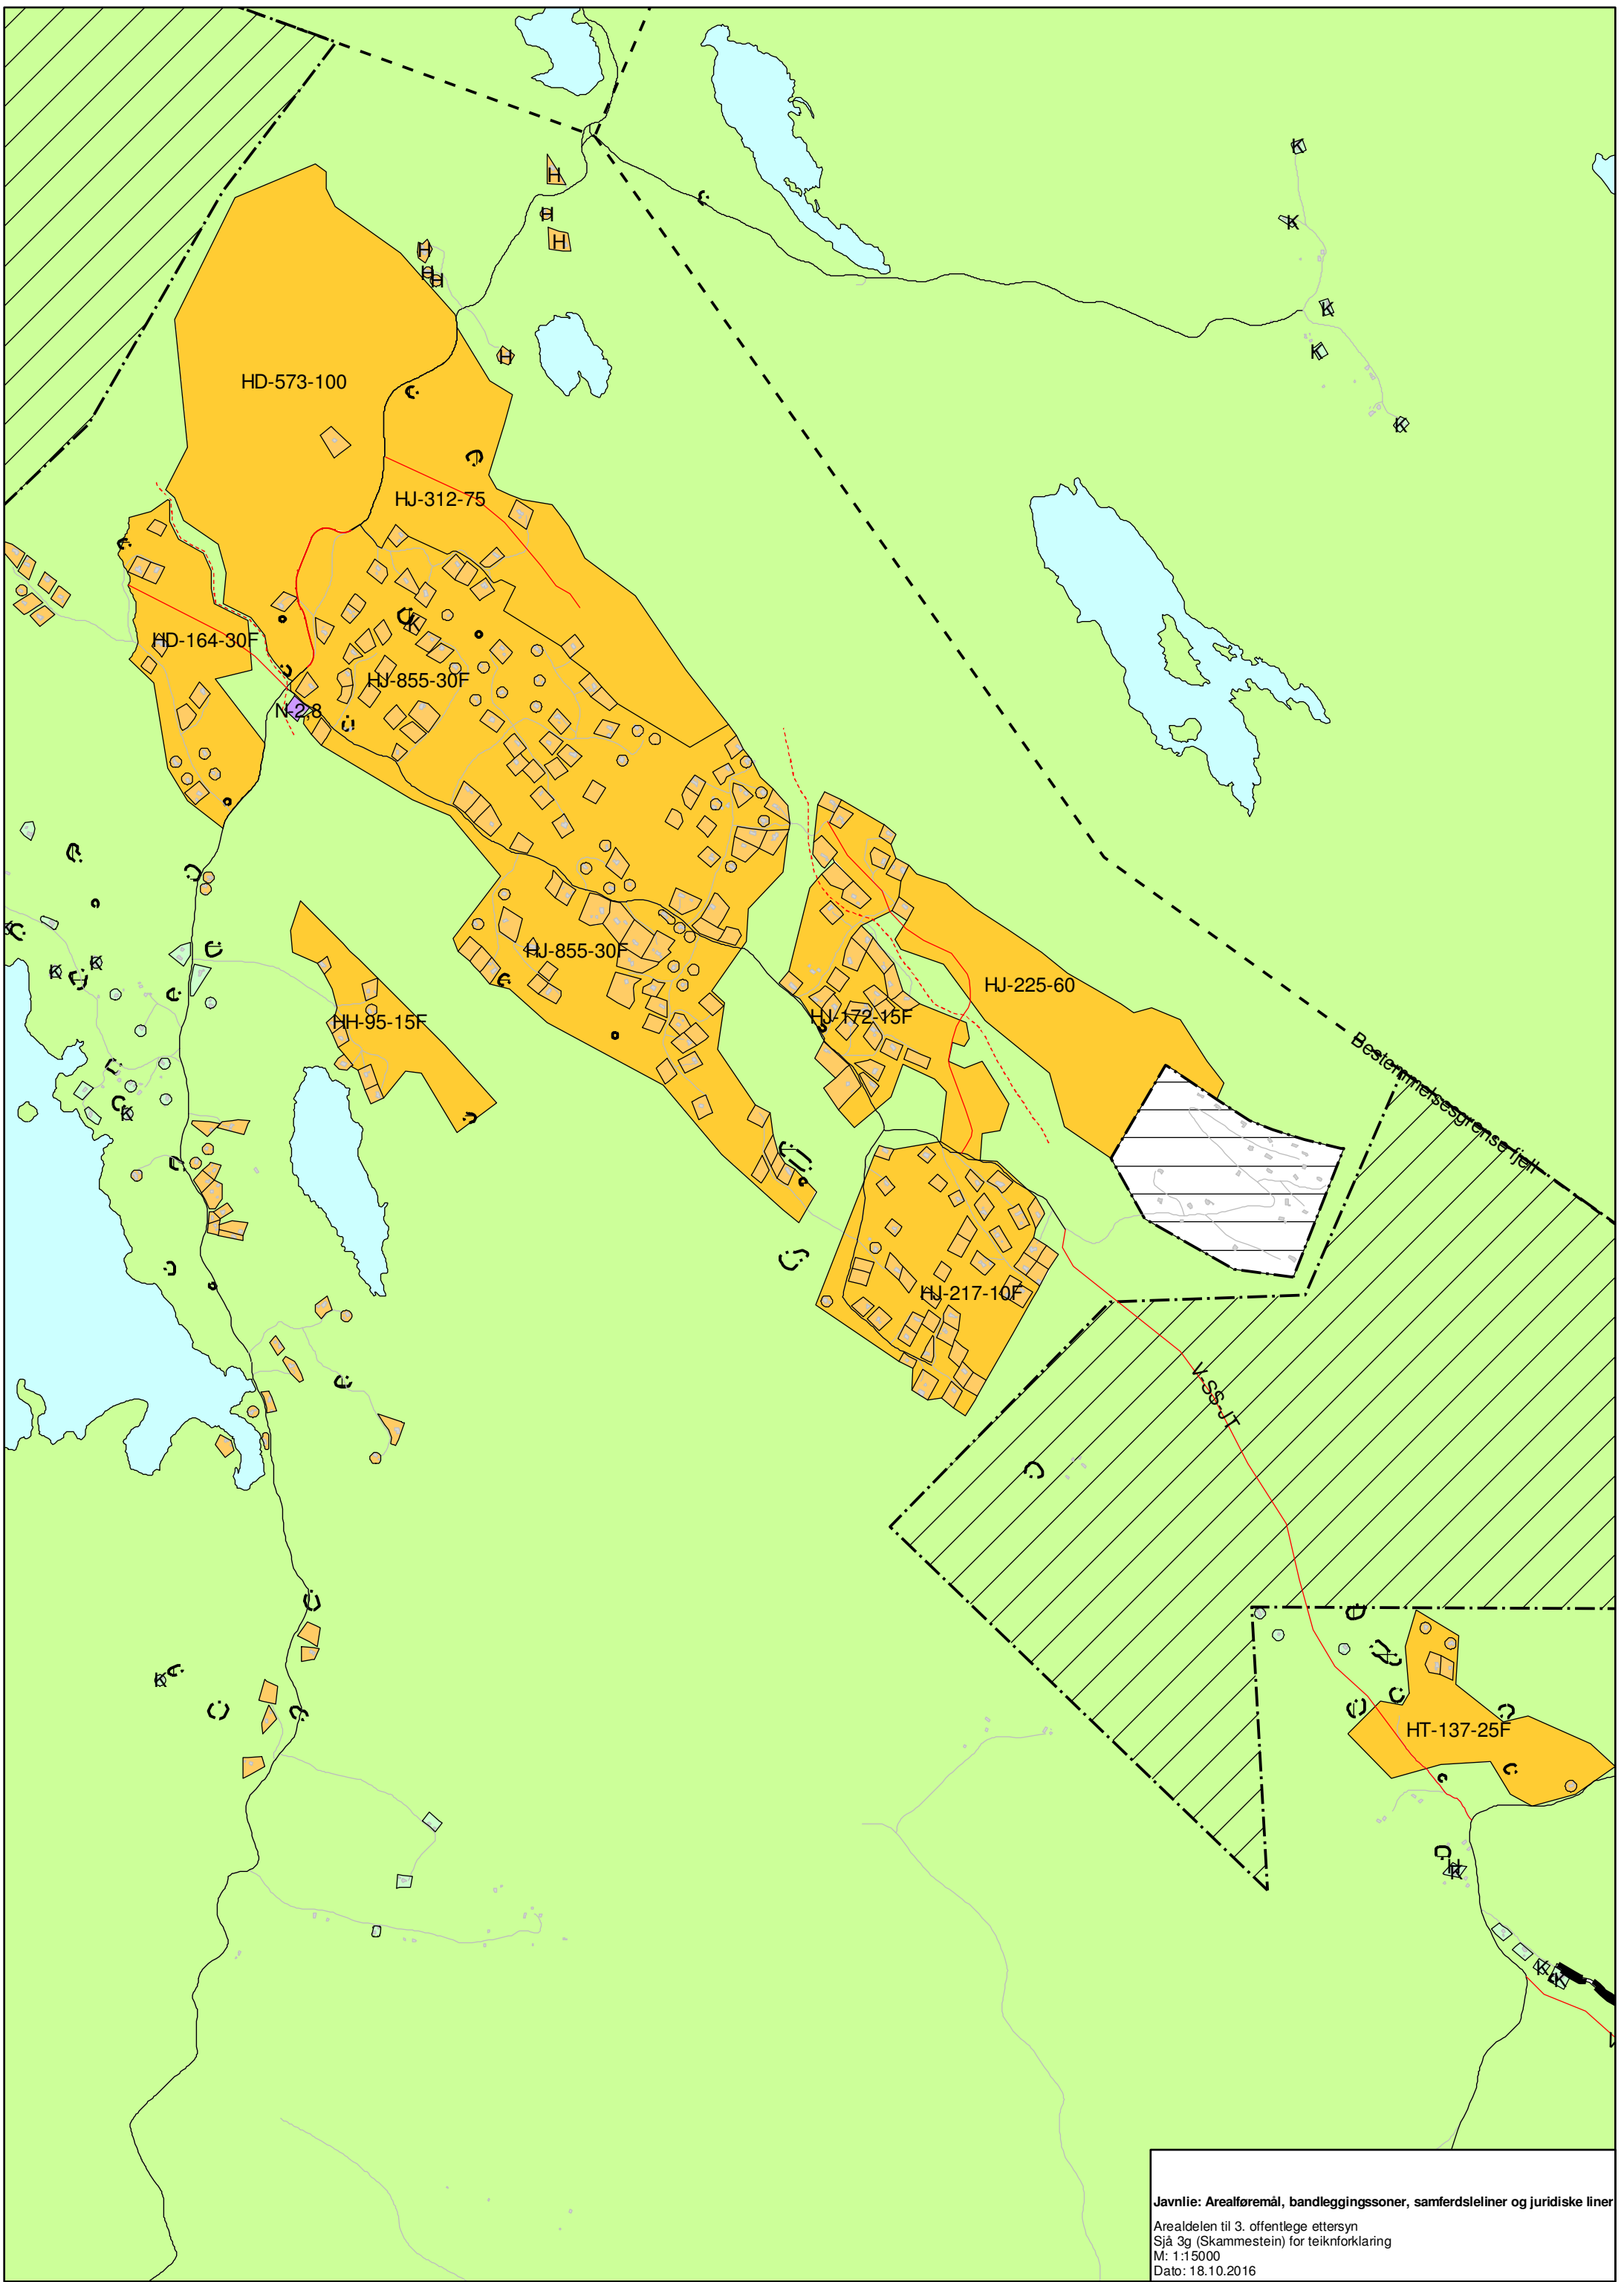 K
H
H
K
H
H
H
H
K
K
H
HD-573-100
K
HJ-312-75
K
HD-164-30F
HJ-855-30F
N-2,8
HJ-855-30F
K
K
K
HJ-225-60
HJ-172-15F
HH-95-15F
Bestemmelsesgrense fjell
K
HJ-217-10F
V-SS-JT
K
HT-137-25F
H
K
K
K
Javnlie: Arealføremål, bandleggingssoner, samferdsleliner og juridiske liner
Arealdelen til 3. offentlege ettersyn
Sjå 3g (Skammestein) for teiknforklaring
M: 1:15000
Dato: 18.10.2016